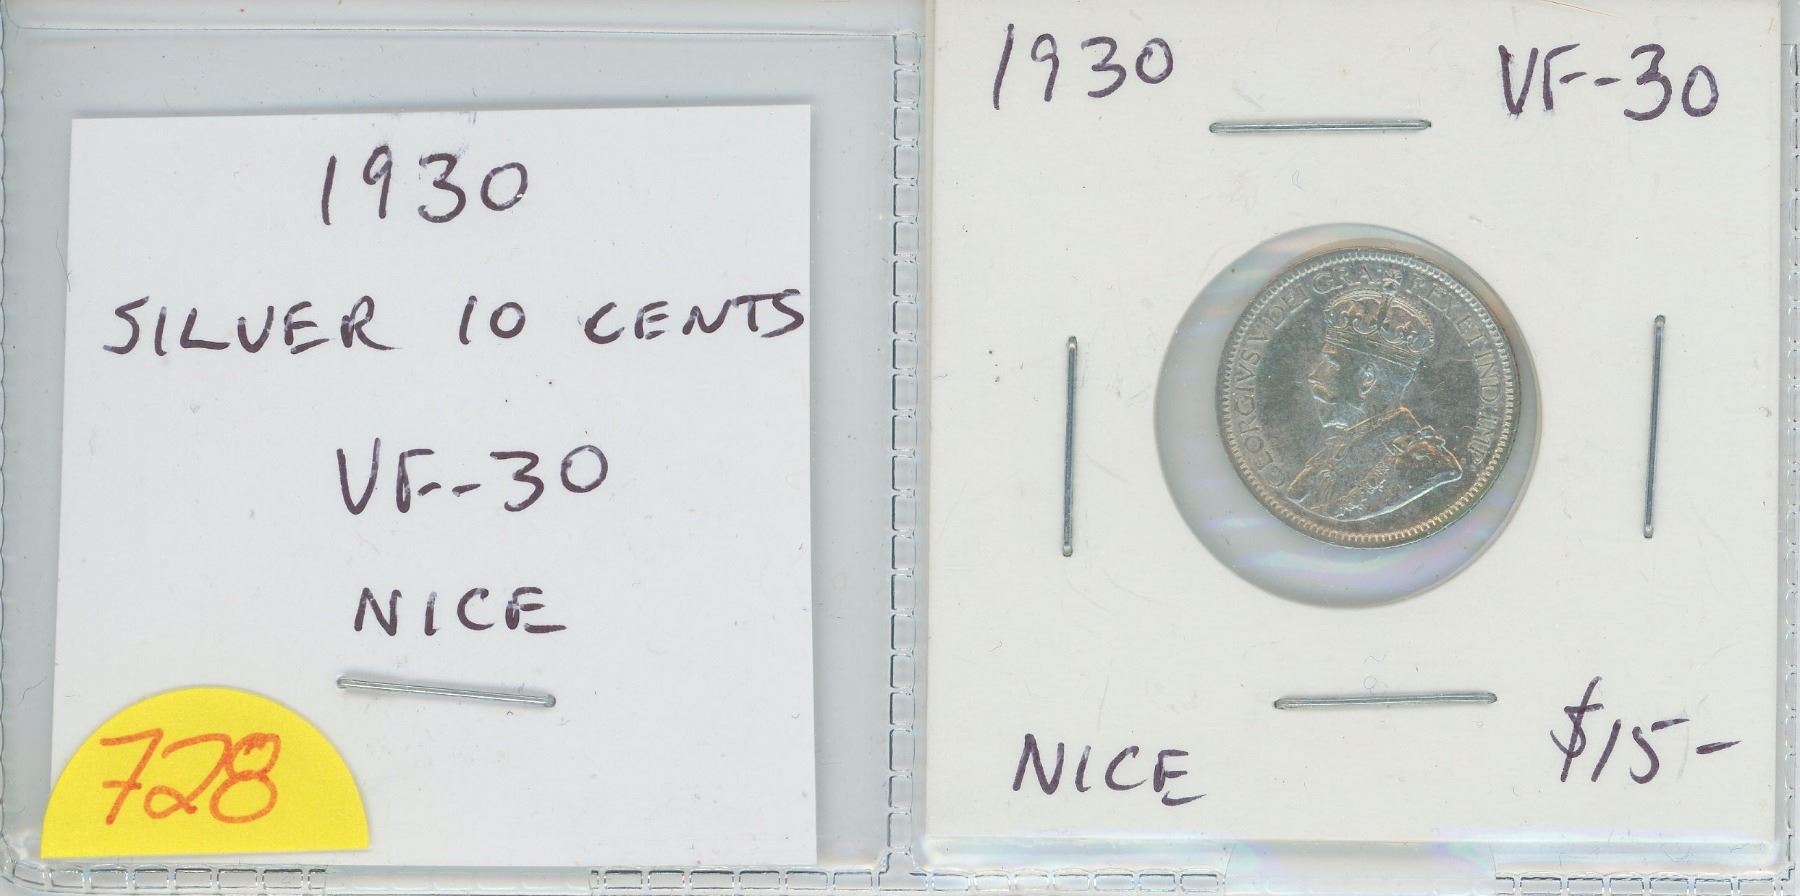 1930
SILVER 10 CENTS
VF-30
NICE
728
1930
VF-30
GEORGIVS V DEI GRA REX ET IND:IMP:
NICE
$15-